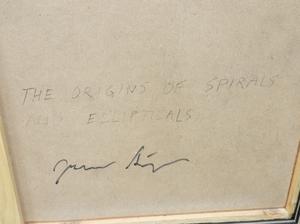 THE ORIGINS OF SPIRALS
AND ELLIPTICALS